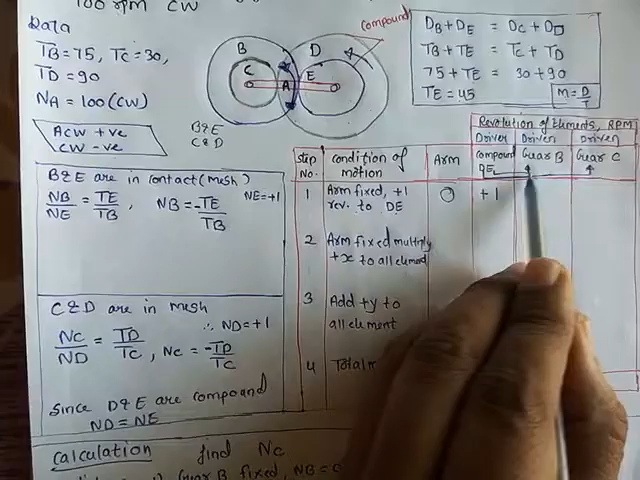 100 rpm CW
Data
TB=75, TC=30,
TD=90
NA=100(CW)
ACW +ve
CW -ve
B
D
C
A
E
B&E
C&D
compound
DB+DE = DC+DD
TB+TE = TC+TD
75+TE = 30+90
TE=45
M=D/T
B&E are in contact(mesh)
NB/NE = TE/TB, NB=-TE/TB NE=+1
C&D are in mesh
∴ ND=+1
NC/ND = TD/TC, NC=-TD/TC
Since D&E are compound
ND=NE
Revolution of Elements, RPM
Step No. condition of motion Arm Driver Compound DE Driven Gear B Driven Gear C
1 Arm fixed, +1 rev. to DE 0 +1
2 Arm fixed multiply +x to all element
3 Add +y to all element
4 Total
calculation find NC
Gear B fixed, NB=